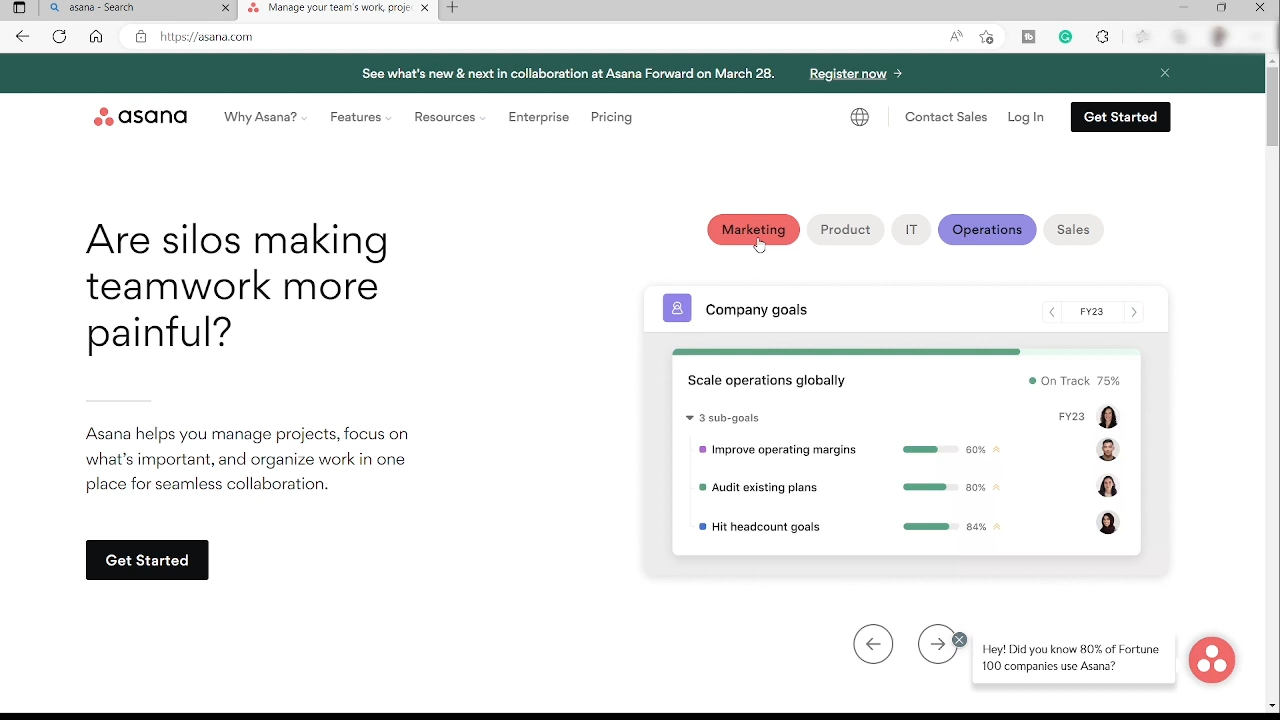 asana - Search
Manage your team's work, proje
https://asana.com
See what's new & next in collaboration at Asana Forward on March 28. Register now →
asana Why Asana? Features Resources Enterprise Pricing Contact Sales Log In Get Started
Are silos making
teamwork more
painful?
Asana helps you manage projects, focus on
what's important, and organize work in one
place for seamless collaboration.
Get Started
Marketing Product IT Operations Sales
Company goals FY23
Scale operations globally On Track 75%
3 sub-goals FY23
Improve operating margins 60%
Audit existing plans 80%
Hit headcount goals 84%
Hey! Did you know 80% of Fortune
100 companies use Asana?